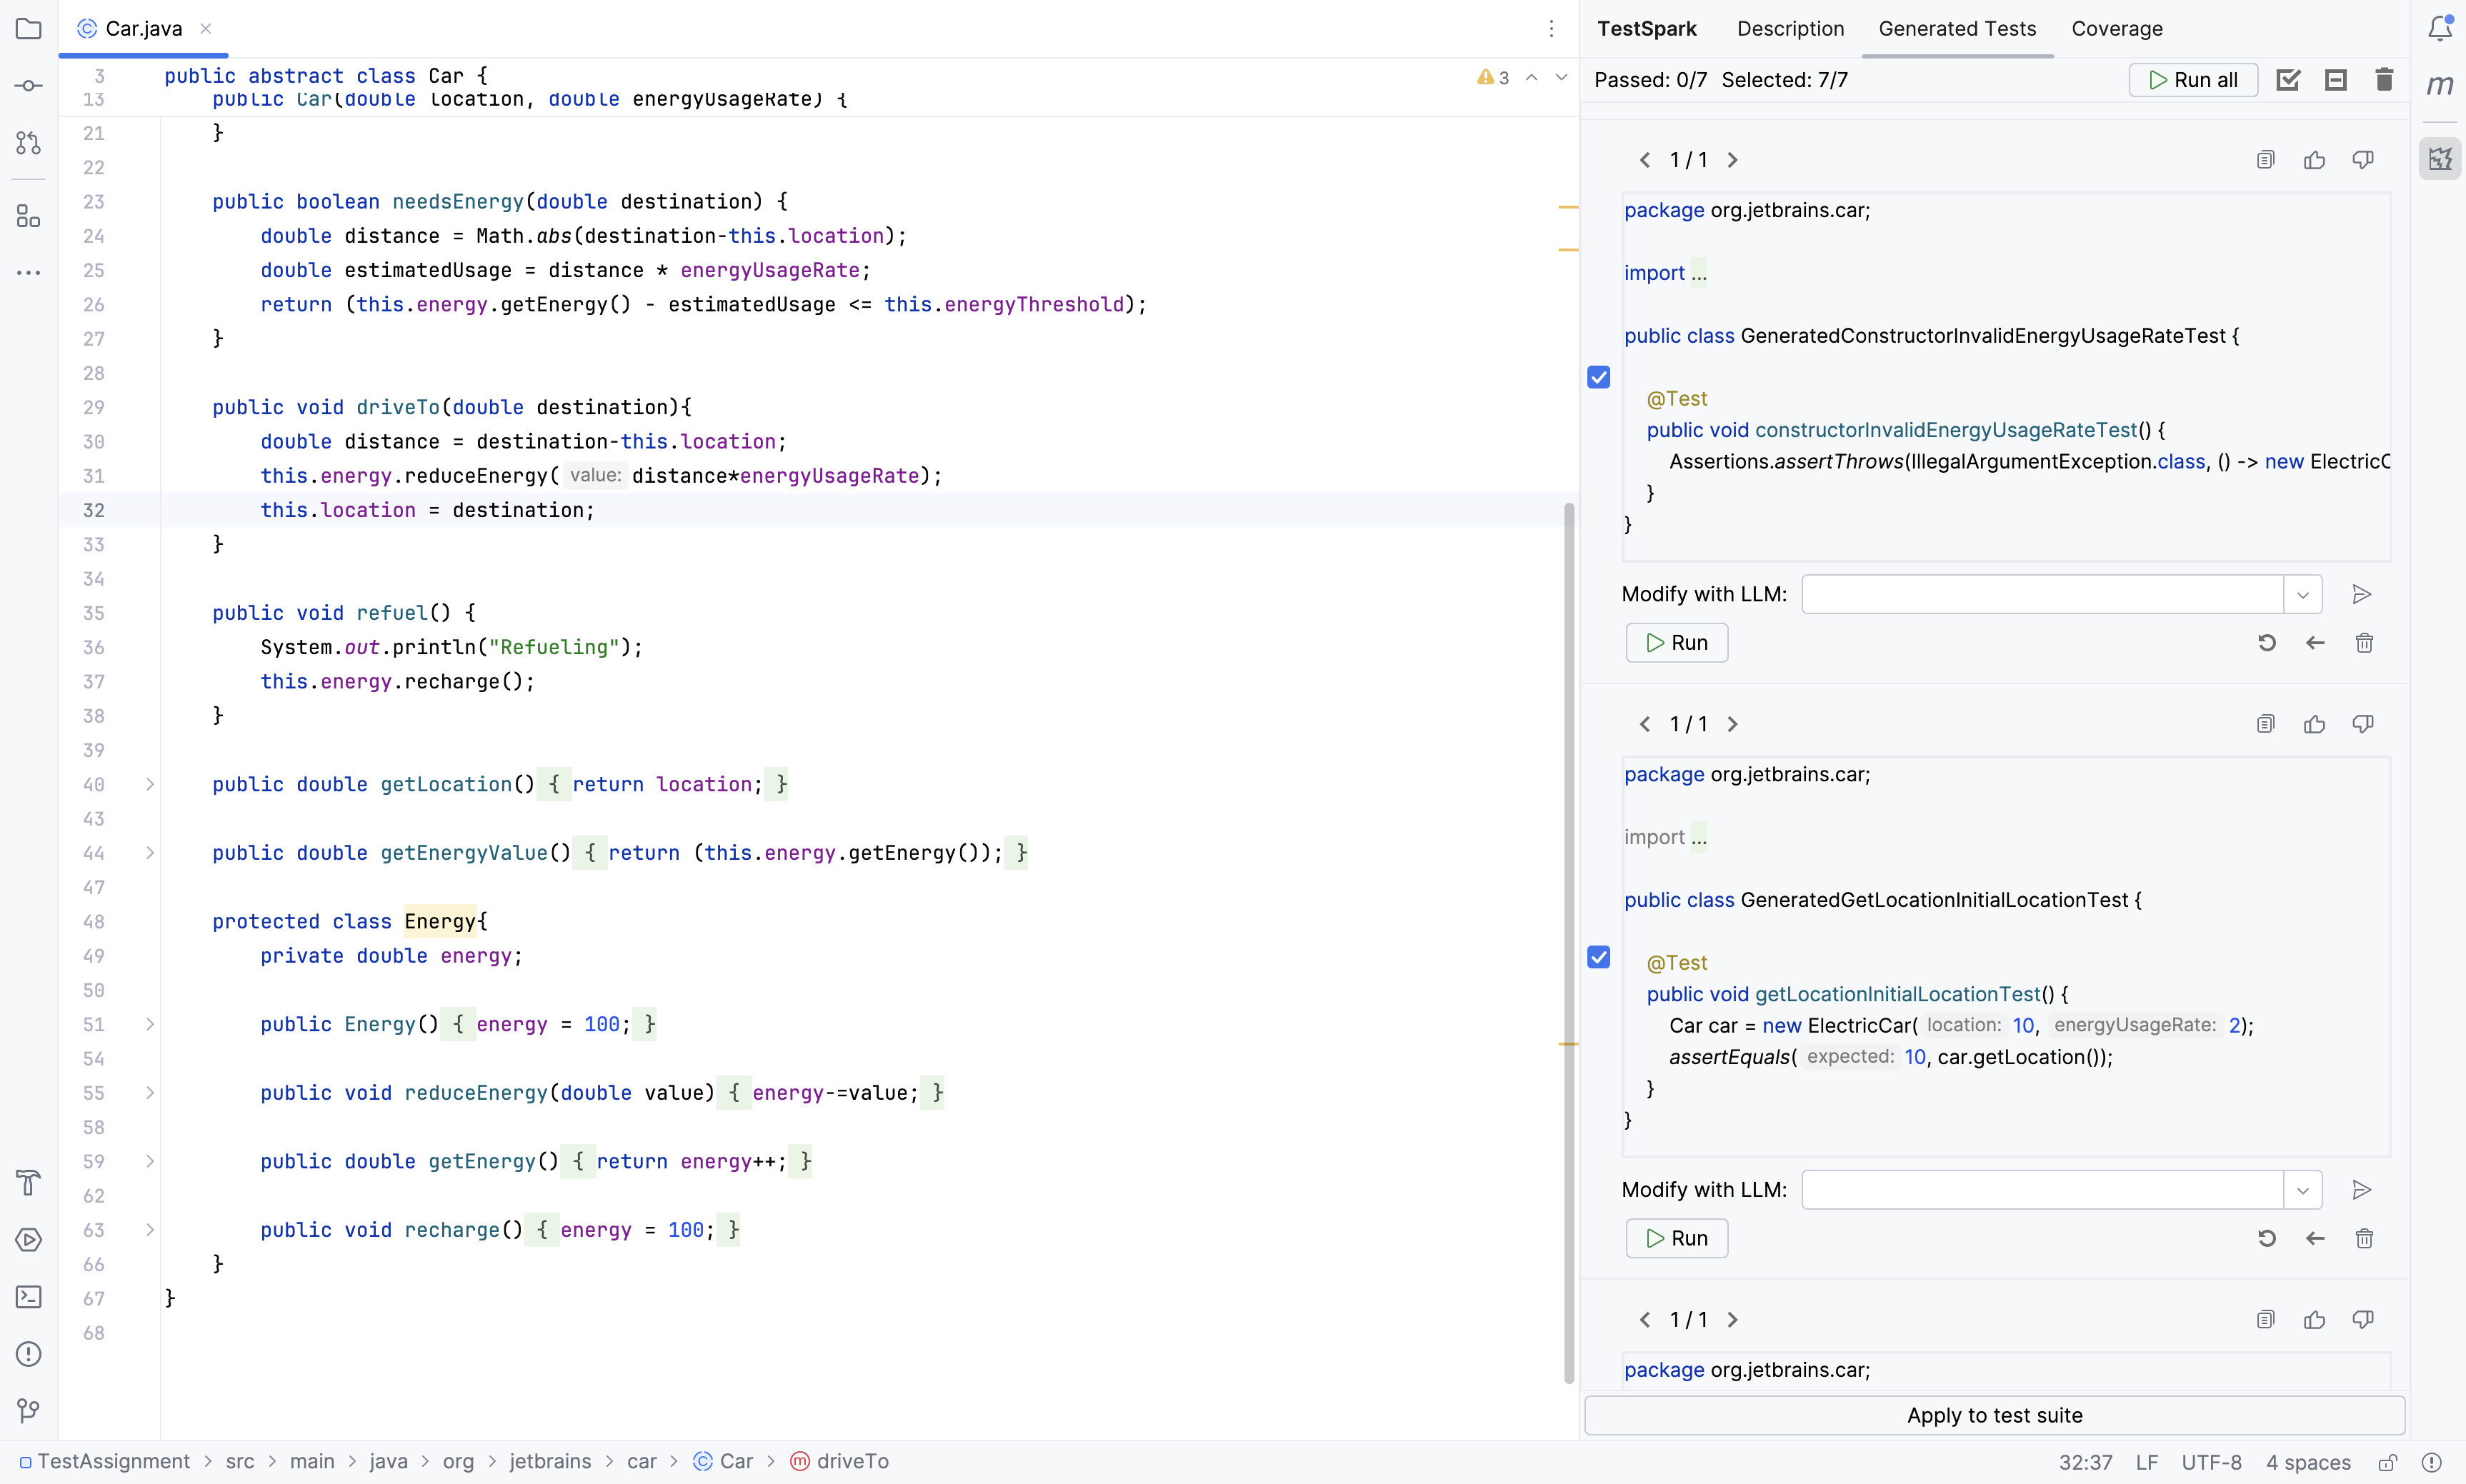 Car.java
3 public abstract class Car {
13 public Car(double location, double energyUsageRate) {
3
21 }
22
23 public boolean needsEnergy(double destination) {
24 double distance = Math.abs(destination-this.location);
25 double estimatedUsage = distance * energyUsageRate;
26 return (this.energy.getEnergy() - estimatedUsage <= this.energyThreshold);
27 }
28
29 public void driveTo(double destination){
30 double distance = destination-this.location;
31 this.energy.reduceEnergy( value: distance*energyUsageRate);
32 this.location = destination;
33 }
34
35 public void refuel() {
36 System.out.println("Refueling");
37 this.energy.recharge();
38 }
39
40 public double getLocation() { return location; }
43
44 public double getEnergyValue() { return (this.energy.getEnergy()); }
47
48 protected class Energy{
49 private double energy;
50
51 public Energy() { energy = 100; }
54
55 public void reduceEnergy(double value) { energy-=value; }
58
59 public double getEnergy() { return energy++; }
62
63 public void recharge() { energy = 100; }
66 }
67 }
68
TestSpark Description Generated Tests Coverage
Passed: 0/7 Selected: 7/7 Run all
m
1 / 1
package org.jetbrains.car;
import ...
public class GeneratedConstructorInvalidEnergyUsageRateTest {
@Test
public void constructorInvalidEnergyUsageRateTest() {
Assertions.assertThrows(IllegalArgumentException.class, () -> new ElectricC
}
}
Modify with LLM:
Run
1 / 1
package org.jetbrains.car;
import ...
public class GeneratedGetLocationInitialLocationTest {
@Test
public void getLocationInitialLocationTest() {
Car car = new ElectricCar( location: 10, energyUsageRate: 2);
assertEquals( expected: 10, car.getLocation());
}
}
Modify with LLM:
Run
1 / 1
package org.jetbrains.car;
Apply to test suite
TestAssignment > src > main > java > org > jetbrains > car > Car > driveTo
32:37 LF UTF-8 4 spaces